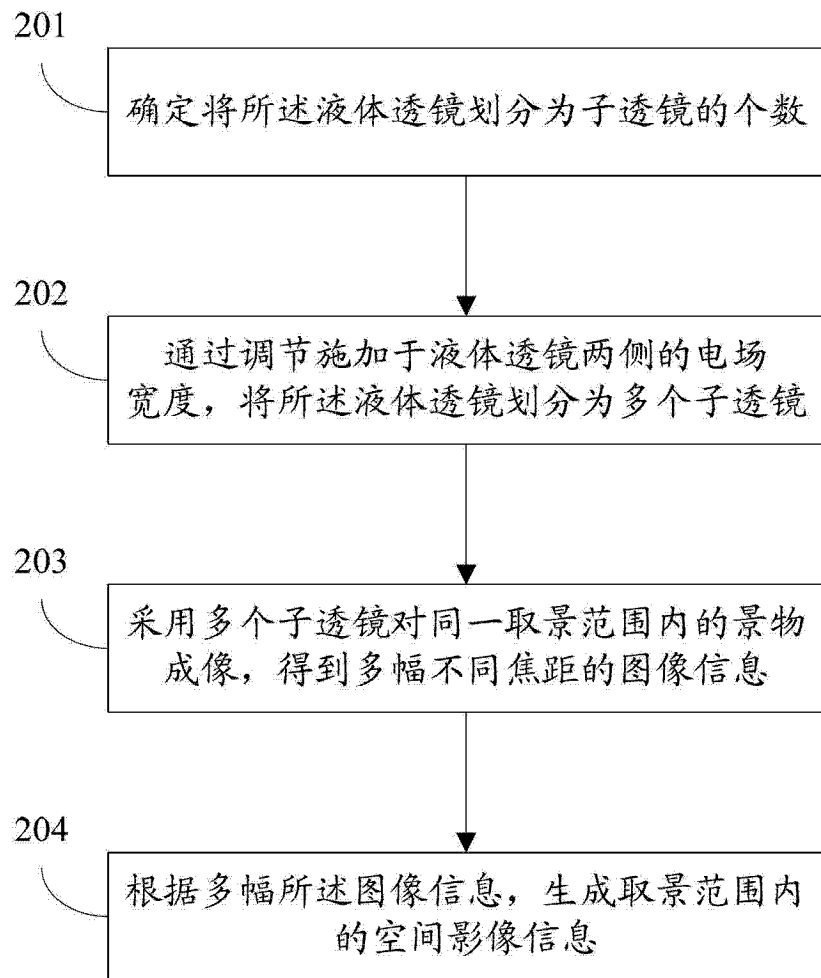 201
确定将所述液体透镜划分为子透镜的个数
202
通过调节施加于液体透镜两侧的电场
宽度，将所述液体透镜划分为多个子透镜
203
采用多个子透镜对同一取景范围内的景物
成像，得到多幅不同焦距的图像信息
204
根据多幅所述图像信息，生成取景范围内
的空间影像信息